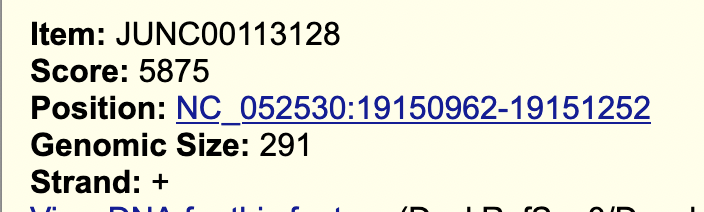 Item: JUNC00113128
Score: 5875
Position: NC_052530:19150962-19151252
Genomic Size: 291
Strand: +